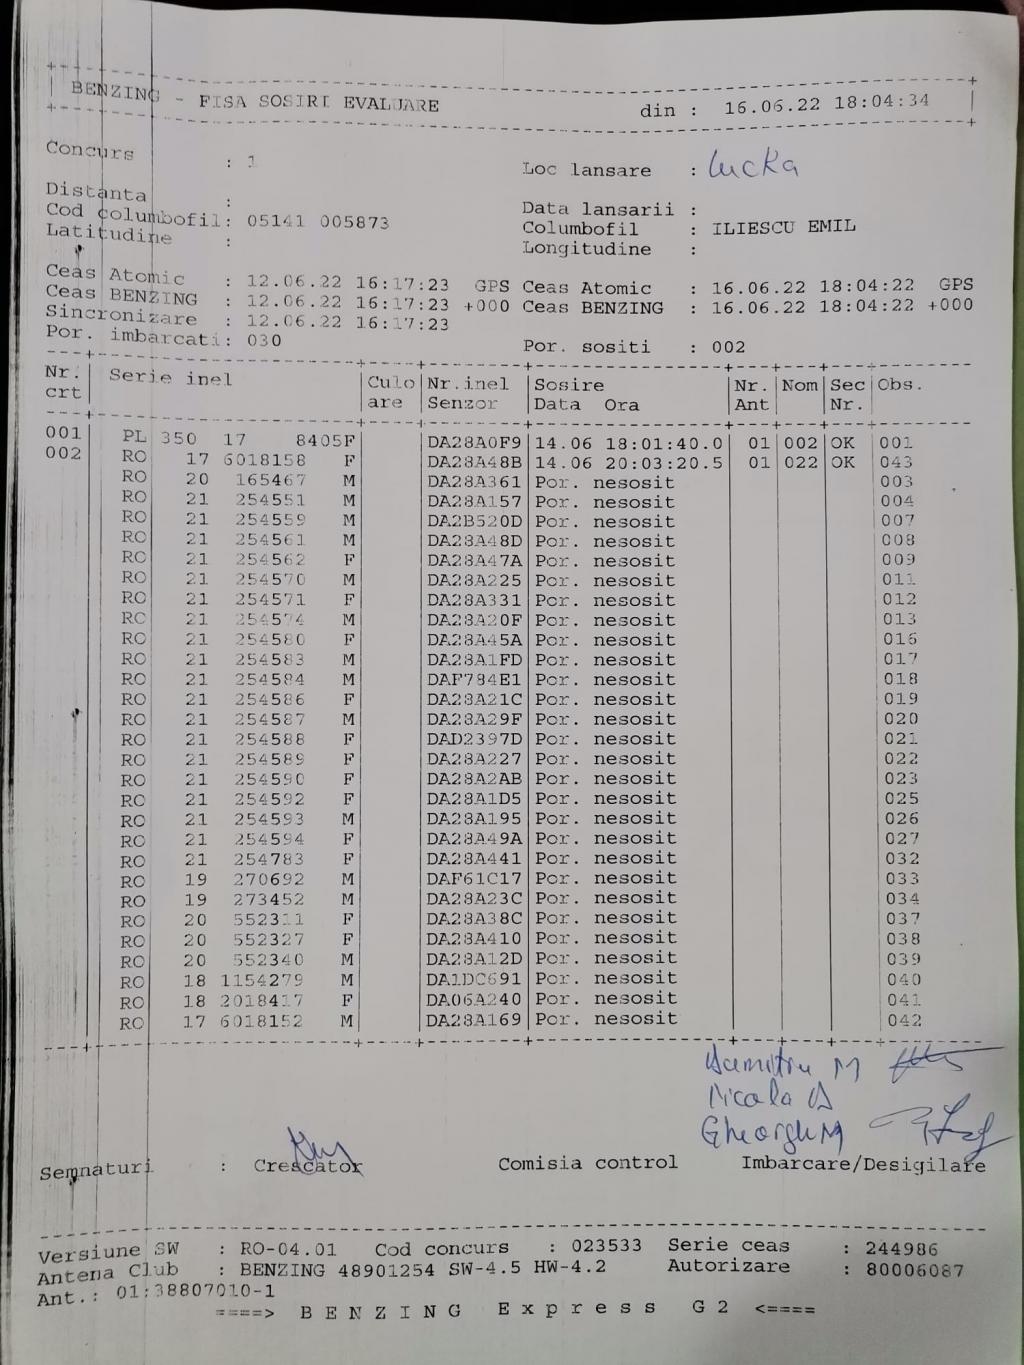 BENZING - FISA SOSIRI EVALUARE din : 16.06.22 18:04:34
Concurs : 1 Loc lansare : Lucka
Distanta : Data lansarii :
Cod columbofil: 05141 005873 Columbofil : ILIESCU EMIL
Latitudine : Longitudine :
Ceas Atomic : 12.06.22 16:17:23 GPS Ceas Atomic : 16.06.22 18:04:22 GPS
Ceas BENZING : 12.06.22 16:17:23 +000 Ceas BENZING : 16.06.22 18:04:22 +000
Sincronizare : 12.06.22 16:17:23
Por. imbarcati: 030 Por. sositi : 002
Nr. Serie inel Culo Nr.inel Sosire Nr. Nom Sec Obs.
crt are Senzor Data Ora Ant Nr.
001 PL 350 17 8405F DA28A0F9 14.06 18:01:40.0 01 002 OK 001
002 RO 17 6018158 F DA28A48B 14.06 20:03:20.5 01 022 OK 043
RO 20 165467 M DA28A361 Por. nesosit 003
RO 21 254551 M DA28A157 Por. nesosit 004
RO 21 254559 M DA2B520D Por. nesosit 007
RO 21 254561 M DA28A48D Por. nesosit 008
RO 21 254562 F DA28A47A Por. nesosit 009
RO 21 254570 M DA28A225 Por. nesosit 011
RO 21 254571 F DA28A331 Por. nesosit 012
RO 21 254574 M DA28A20F Por. nesosit 013
RO 21 254580 F DA28A45A Por. nesosit 016
RO 21 254583 M DA28A1FD Por. nesosit 017
RO 21 254584 M DAF784E1 Por. nesosit 018
RO 21 254586 F DA28A21C Por. nesosit 019
RO 21 254587 M DA28A29F Por. nesosit 020
RO 21 254588 F DAD2397D Por. nesosit 021
RO 21 254589 F DA28A227 Por. nesosit 022
RO 21 254590 F DA28A2AB Por. nesosit 023
RO 21 254592 F DA28A1D5 Por. nesosit 025
RO 21 254593 M DA28A195 Por. nesosit 026
RO 21 254594 F DA28A49A Por. nesosit 027
RO 21 254783 F DA28A441 Por. nesosit 032
RO 19 270692 M DAF61C17 Por. nesosit 033
RO 19 273452 M DA28A23C Por. nesosit 034
RO 20 552311 F DA28A38C Por. nesosit 037
RO 20 552327 F DA28A410 Por. nesosit 038
RO 20 552340 M DA28A12D Por. nesosit 039
RO 18 1154279 M DA1DC691 Por. nesosit 040
RO 18 2018417 F DA06A240 Por. nesosit 041
RO 17 6018152 M DA28A169 Por. nesosit 042
Dumitru M
Nicola D
Gheorghe M
Semnaturi : Crescator Comisia control Imbarcare/Desigilare
Versiune SW : RO-04.01 Cod concurs : 023533 Serie ceas : 244986
Antena Club : BENZING 48901254 SW-4.5 HW-4.2 Autorizare : 80006087
Ant.: 01:38807010-1
====> BENZING Express G2 <====